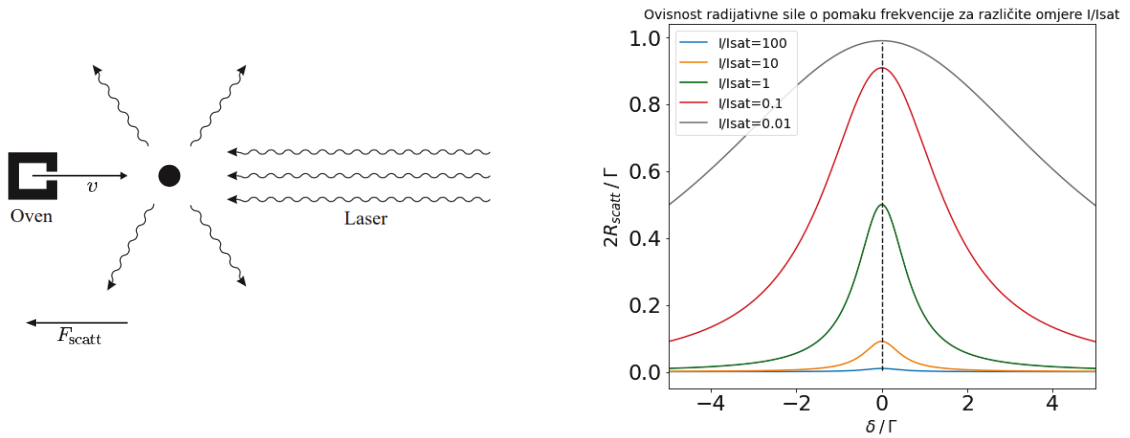 Oven
v
Laser
F_scatt
Ovisnost radijativne sile o pomaku frekvencije za različite omjere I/Isat
I/Isat=100
I/Isat=10
I/Isat=1
I/Isat=0.1
I/Isat=0.01
2R_scatt / Γ
1.0
0.8
0.6
0.4
0.2
0.0
−4 −2 0 2 4
δ / Γ